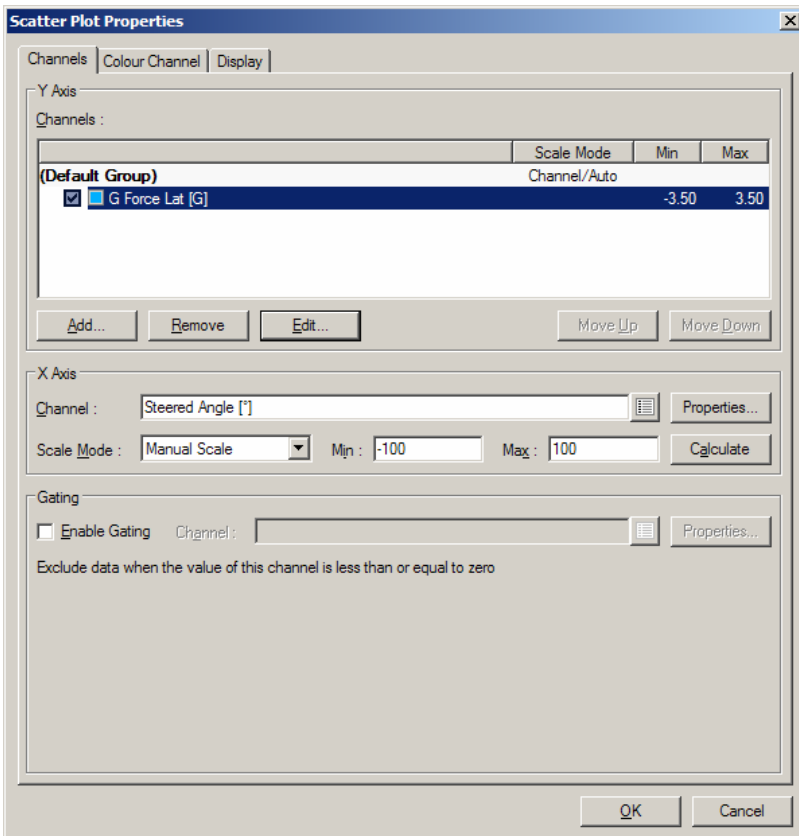 Scatter Plot Properties
Channels Colour Channel Display
Y Axis
Channels :
Scale Mode Min Max
(Default Group) Channel/Auto
G Force Lat [G] -3.50 3.50
Add... Remove Edit... Move Up Move Down
X Axis
Channel : Steered Angle [°] Properties...
Scale Mode : Manual Scale Min : -100 Max : 100 Calculate
Gating
Enable Gating Channel : Properties...
Exclude data when the value of this channel is less than or equal to zero
OK Cancel